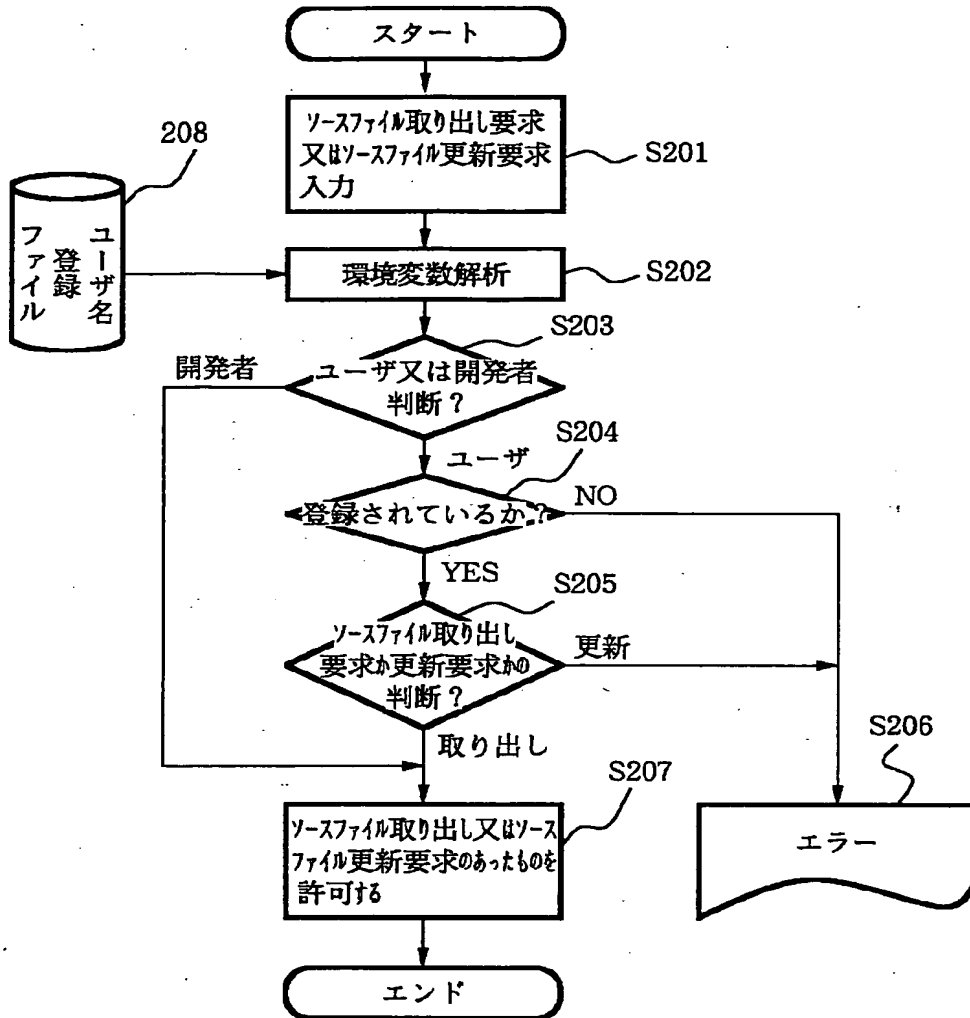 スタート
ソースファイル取り出し要求
又はソースファイル更新要求
入力
S201
208
ユーザ名
登録
ファイル
環境変数解析
S202
S203
開発者
ユーザ又は開発者
判断?
S204
ユーザ
登録されているか?
NO
YES
S205
ソースファイル取り出し
要求か更新要求かの
判断?
更新
取り出し
S206
S207
ソースファイル取り出し又はソース
ファイル更新要求のあったものを
許可する
エラー
エンド